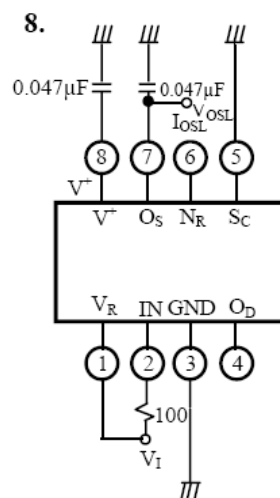 8.
0.047μF
0.047μF
V_OSL
I_OSL
8 7 6 5
V⁺
V⁺ O_S N_R S_C
V_R IN GND O_D
1 2 3 4
100
V_I